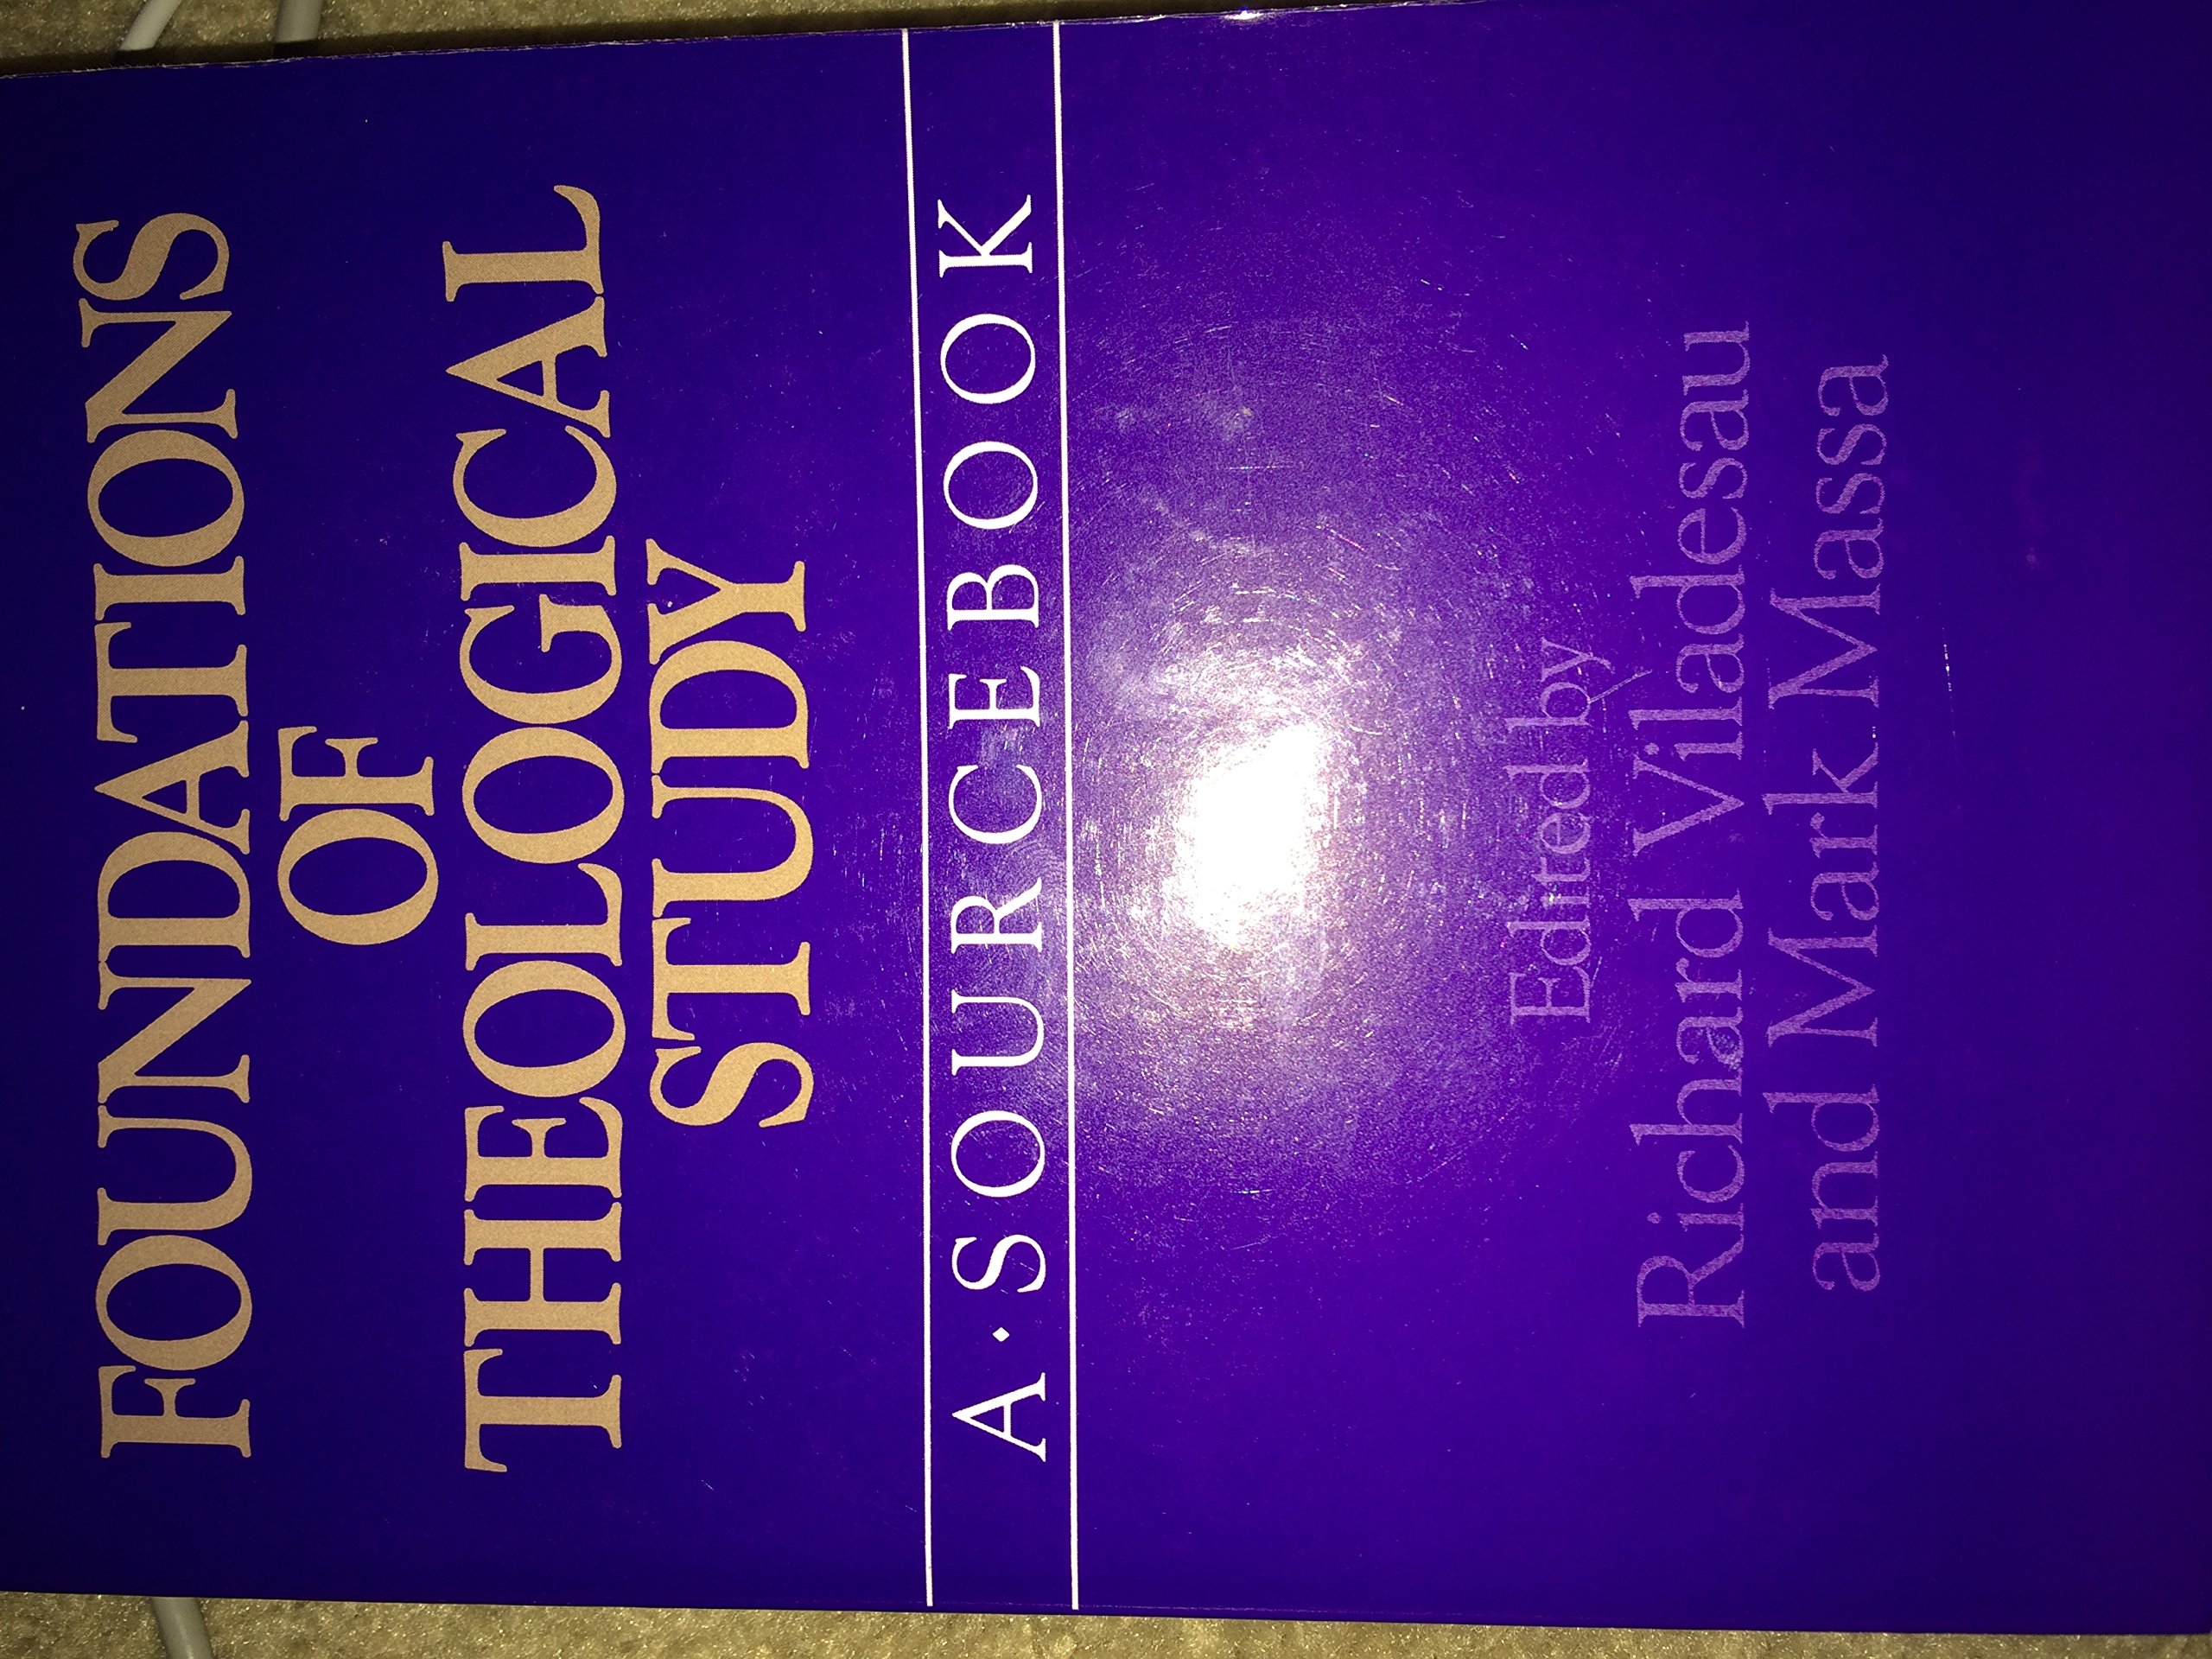 FOUNDATIONS
OF
THEOLOGICAL
STUDY
A·SOURCEBOOK
Edited by
Richard Viladesau
and Mark Massa